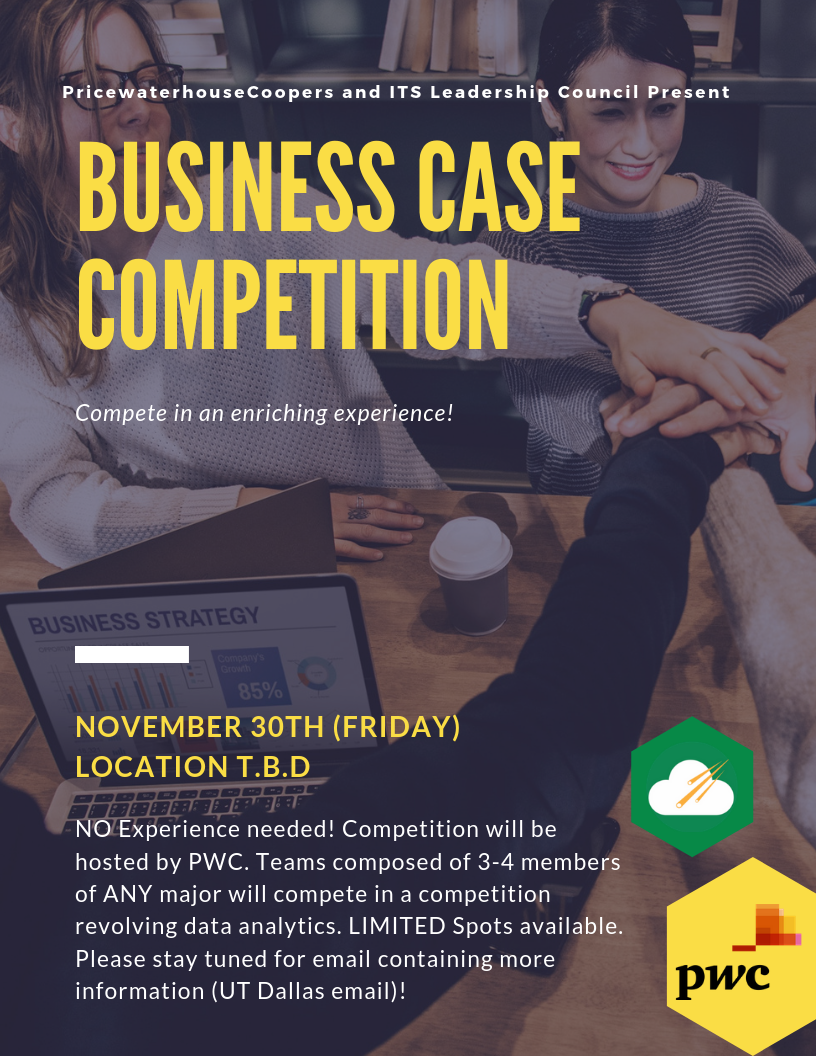 PricewaterhouseCoopers and ITS Leadership Council Present
BUSINESS CASE
COMPETITION
Compete in an enriching experience!
BUSINESS STRATEGY
Company's
Growth
85%
NOVEMBER 30TH (FRIDAY)
LOCATION T.B.D
NO Experience needed! Competition will be
hosted by PWC. Teams composed of 3-4 members
of ANY major will compete in a competition
revolving data analytics. LIMITED Spots available.
Please stay tuned for email containing more
information (UT Dallas email)!
pwc